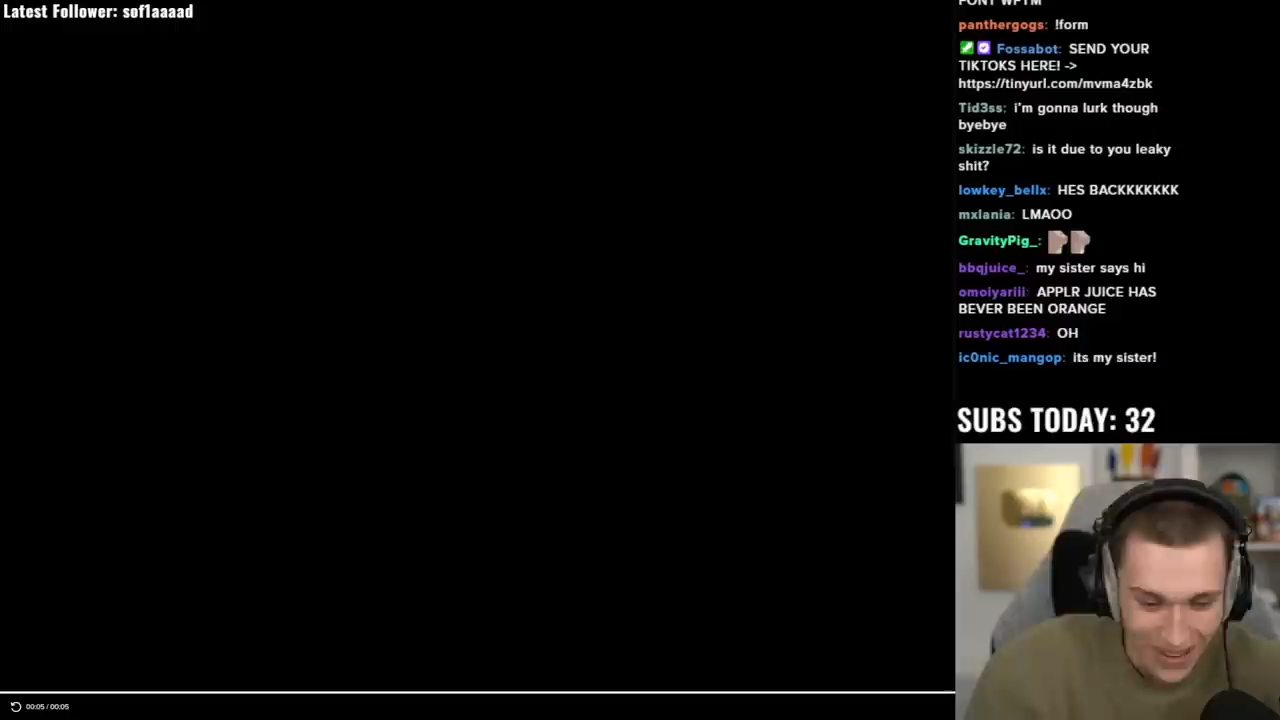 Latest Follower: sof1aaaad
FONT WFTM
panthergogs: !form
Fossabot: SEND YOUR
TIKTOKS HERE! ->
https://tinyurl.com/mvma4zbk
Tid3ss: i'm gonna lurk though
byebye
skizzle72: is it due to you leaky
shit?
lowkey_bellx: HES BACKKKKKKK
mxlania: LMAOO
GravityPig_:
bbqjuice_: my sister says hi
omoiyariii: APPLR JUICE HAS
BEVER BEEN ORANGE
rustycat1234: OH
ic0nic_mangop: its my sister!
SUBS TODAY: 32
00:05 / 00:05